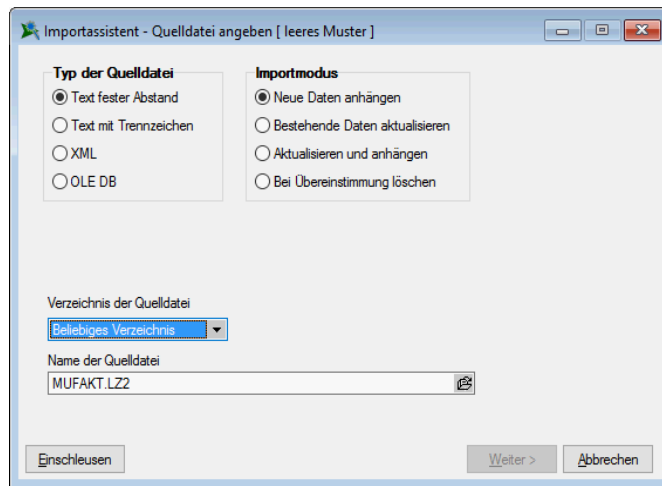 Importassistent - Quelldatei angeben [ leeres Muster ]
Typ der Quelldatei
Text fester Abstand
Text mit Trennzeichen
XML
OLE DB
Importmodus
Neue Daten anhängen
Bestehende Daten aktualisieren
Aktualisieren und anhängen
Bei Übereinstimmung löschen
Verzeichnis der Quelldatei
Beliebiges Verzeichnis
Name der Quelldatei
MUFAKT.LZ2
Einschleusen
Weiter >
Abbrechen